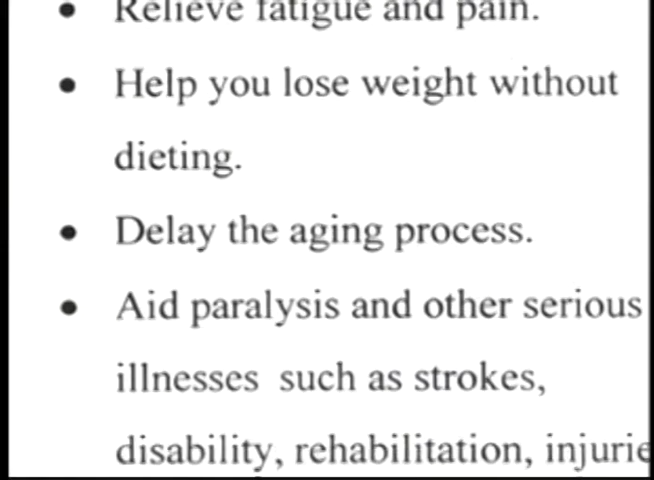 • Relieve fatigue and pain.
• Help you lose weight without
dieting.
• Delay the aging process.
• Aid paralysis and other serious
illnesses such as strokes,
disability, rehabilitation, injurie